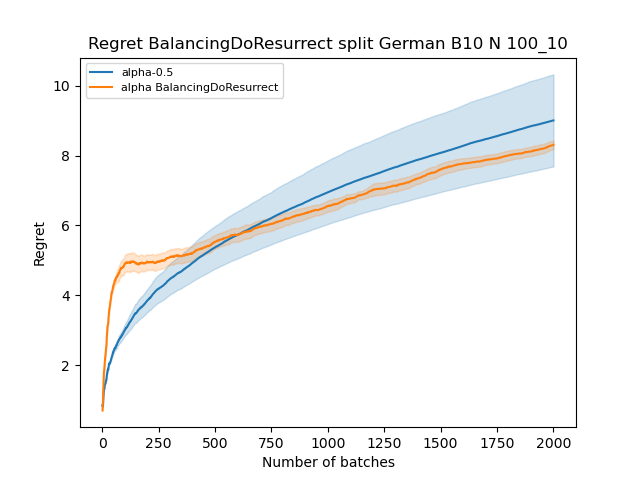 Regret BalancingDoResurrect split German B10 N 100_10
alpha-0.5
alpha BalancingDoResurrect
10
8
6
4
2
Regret
0
250
500
750
1000
1250
1500
1750
2000
Number of batches